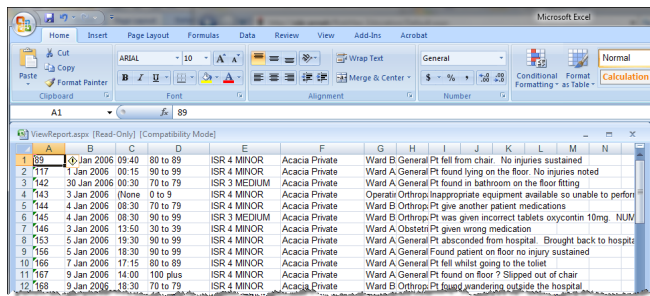 Microsoft Excel
Home Insert Page Layout Formulas Data Review View Add-Ins Acrobat
Cut
Copy
Format Painter
Paste
Clipboard
ARIAL 10 A A
B I U A
Font
Wrap Text
Merge & Center
Alignment
General
$ % , .0 .00 .00 .0
Number
Conditional Formatting
Format as Table
Normal
Calculation
A1 fx 89
ViewReport.aspx [Read-Only] [Compatibility Mode]
A B C D E F G H I J K L M N
1 89 Jan 2006 09:40 80 to 89 ISR 4 MINOR Acacia Private Ward B General Pt fell from chair. No injuries sustained
2 117 1 Jan 2006 00:15 90 to 99 ISR 4 MINOR Acacia Private Ward A General Pt found lying on the floor. No injuries noted
3 142 30 Jan 2006 00:30 70 to 79 ISR 3 MEDIUM Acacia Private Ward A General Pt found in bathroom on the floor fitting
4 143 3 Jan 2006 (None 0 to 9 ISR 4 MINOR Acacia Private Operatin Orthropa Inappropriate equipment available so unable to perform
5 144 4 Jan 2006 08:30 70 to 79 ISR 4 MINOR Acacia Private Ward B Orthropa Pt give another patient medications
6 145 4 Jan 2006 08:30 90 to 99 ISR 3 MEDIUM Acacia Private Ward B Orthropa Pt was given incorrect tablets oxycontin 10mg. NUM
7 146 3 Jan 2006 13:50 30 to 39 ISR 4 MINOR Acacia Private Ward A Obstetri Pt given wrong medication
8 153 5 Jan 2006 19:30 90 to 99 ISR 4 MINOR Acacia Private Ward A General Pt absconded from hospital. Brought back to hospita
9 156 5 Jan 2006 18:30 90 to 99 ISR 4 MINOR Acacia Private Ward A General Found patient on floor no injury sustained
10 166 7 Jan 2006 17:15 80 to 89 ISR 4 MINOR Acacia Private Ward A General Pt fell whilst going to the toliet
11 167 9 Jan 2006 14:00 100 plus ISR 4 MINOR Acacia Private Ward A General Pt found on floor ? Slipped out of chair
12 168 9 Jan 2006 18:30 70 to 79 ISR 4 MINOR Acacia Private Ward B Orthropa Pt found wandering outside the hospital